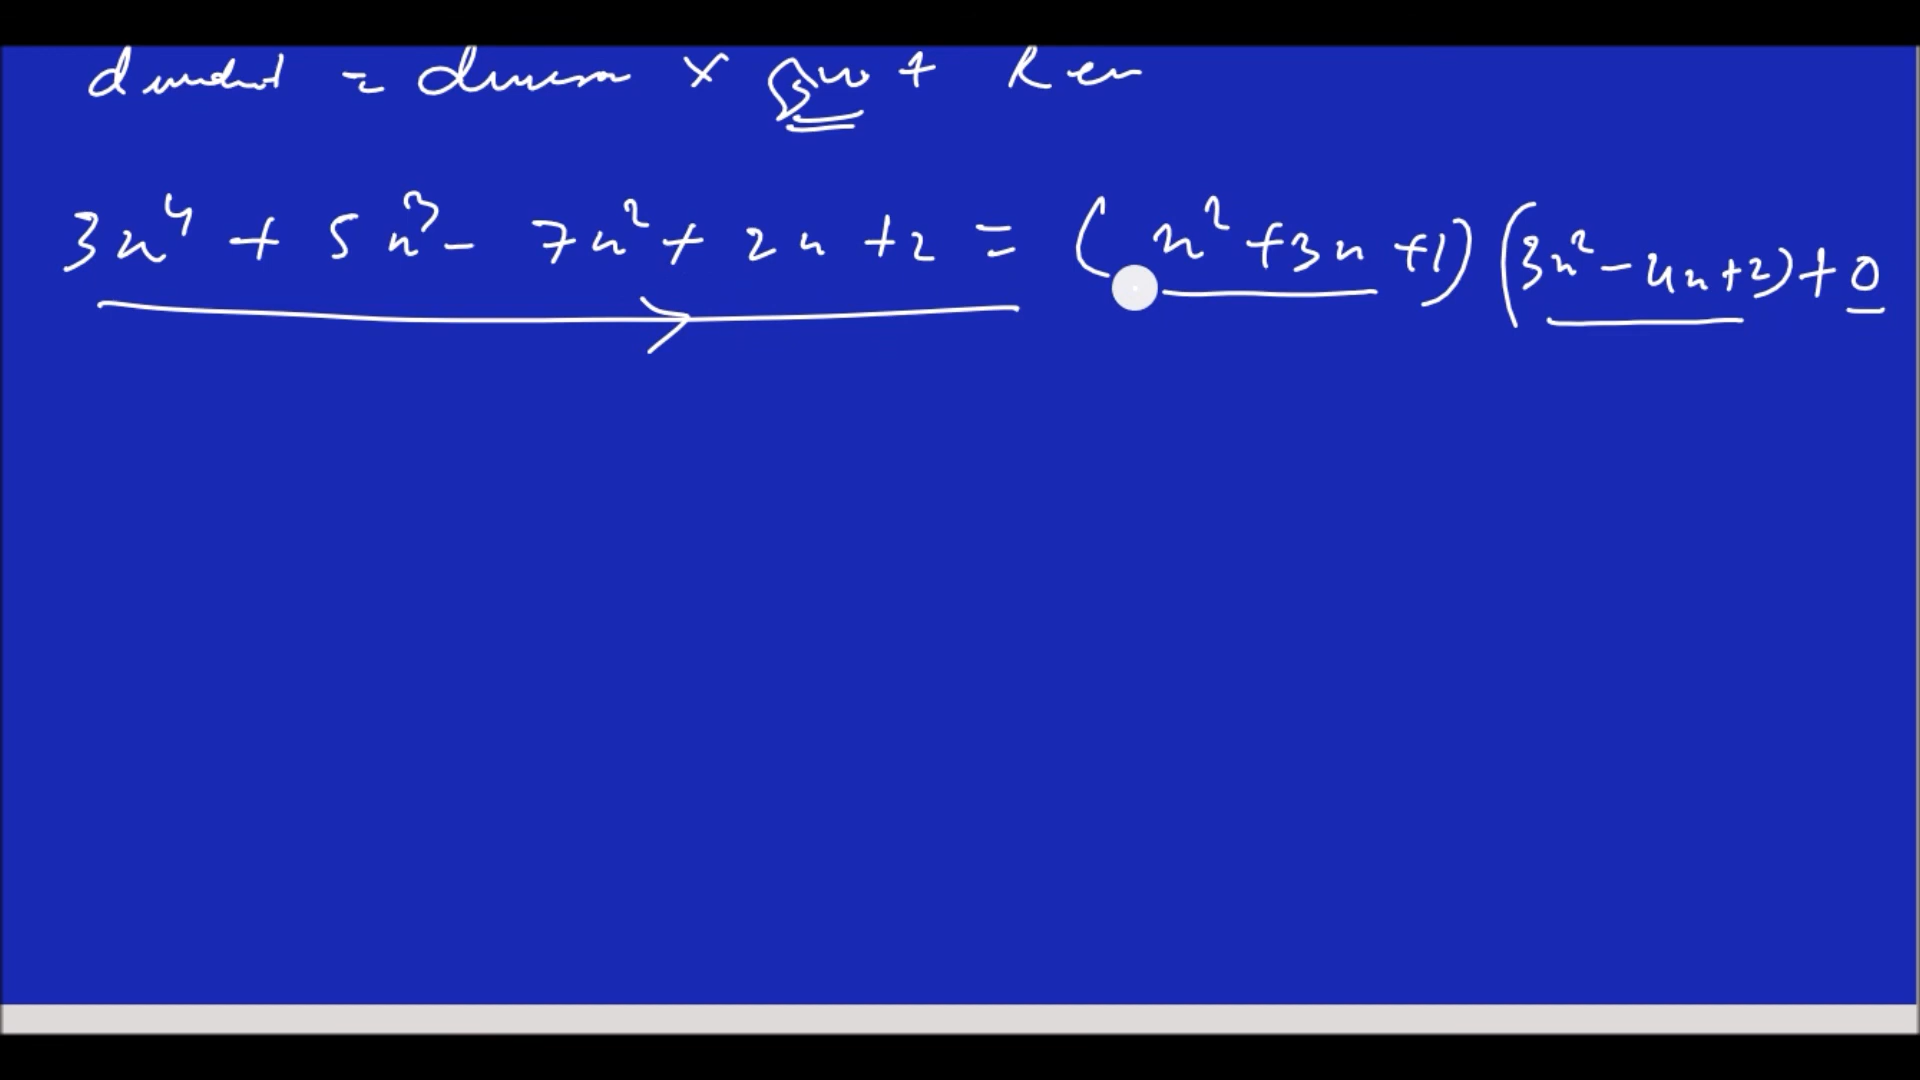 dividend = divisor × Quo + Rem
3x⁴ + 5x³ - 7x² + 2x + 2 = (x² + 3x + 1) (3x² - 4x + 2) + 0